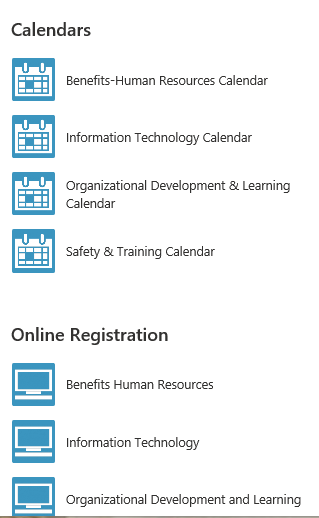 Calendars
Benefits-Human Resources Calendar
Information Technology Calendar
Organizational Development & Learning
Calendar
Safety & Training Calendar
Online Registration
Benefits Human Resources
Information Technology
Organizational Development and Learning